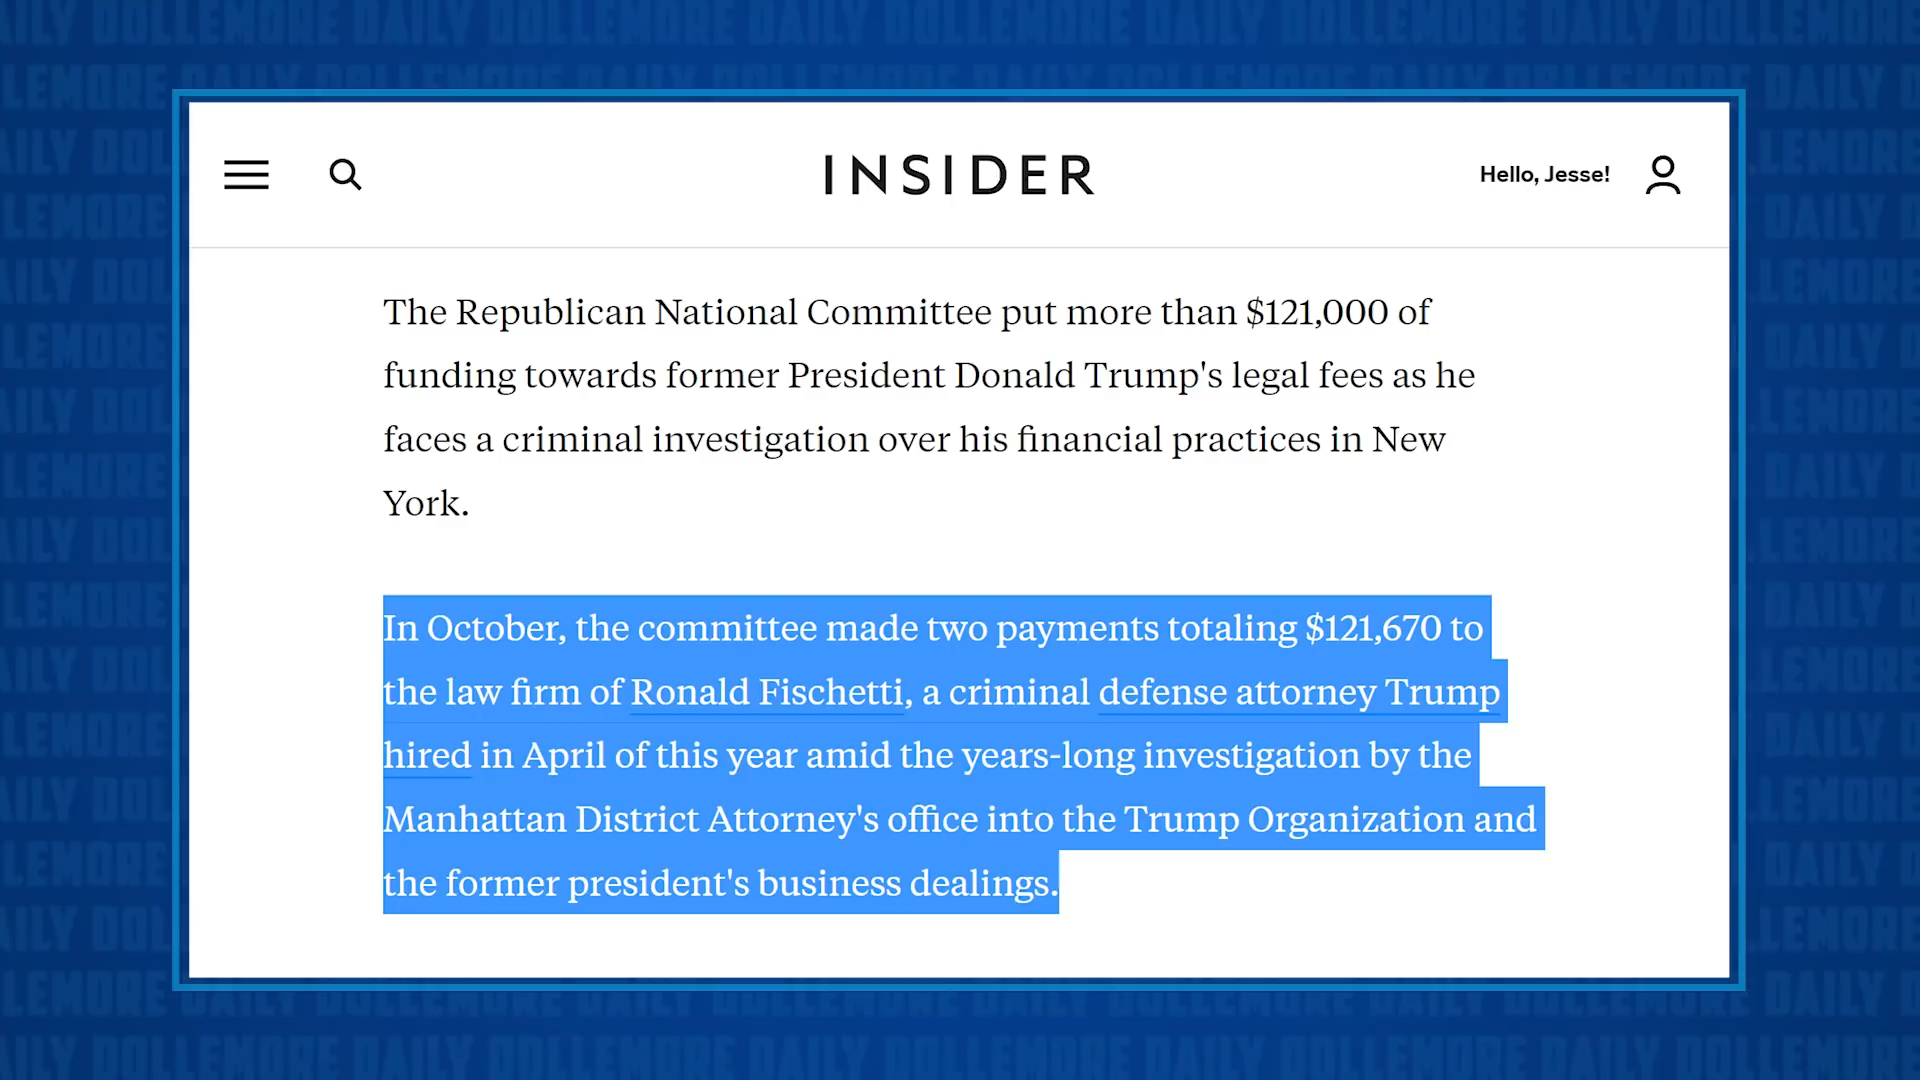 INSIDER
Hello, Jesse!
The Republican National Committee put more than $121,000 of
funding towards former President Donald Trump's legal fees as he
faces a criminal investigation over his financial practices in New
York.
In October, the committee made two payments totaling $121,670 to
the law firm of Ronald Fischetti, a criminal defense attorney Trump
hired in April of this year amid the years-long investigation by the
Manhattan District Attorney's office into the Trump Organization and
the former president's business dealings.